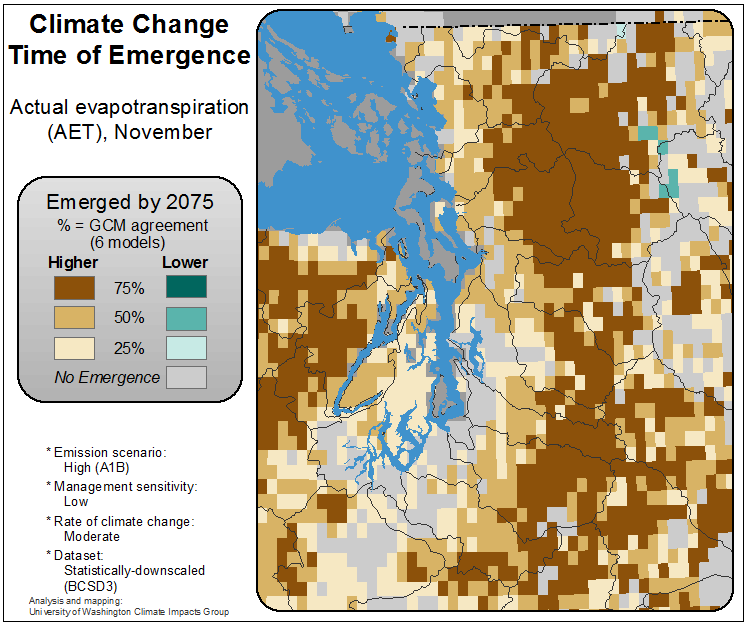 Climate Change
Time of Emergence
Actual evapotranspiration
(AET), November
Emerged by 2075
% = GCM agreement
(6 models)
Higher Lower
75%
50%
25%
No Emergence
* Emission scenario:
High (A1B)
* Management sensitivity:
Low
* Rate of climate change:
Moderate
* Dataset:
Statistically-downscaled
(BCSD3)
Analysis and mapping:
University of Washington Climate Impacts Group